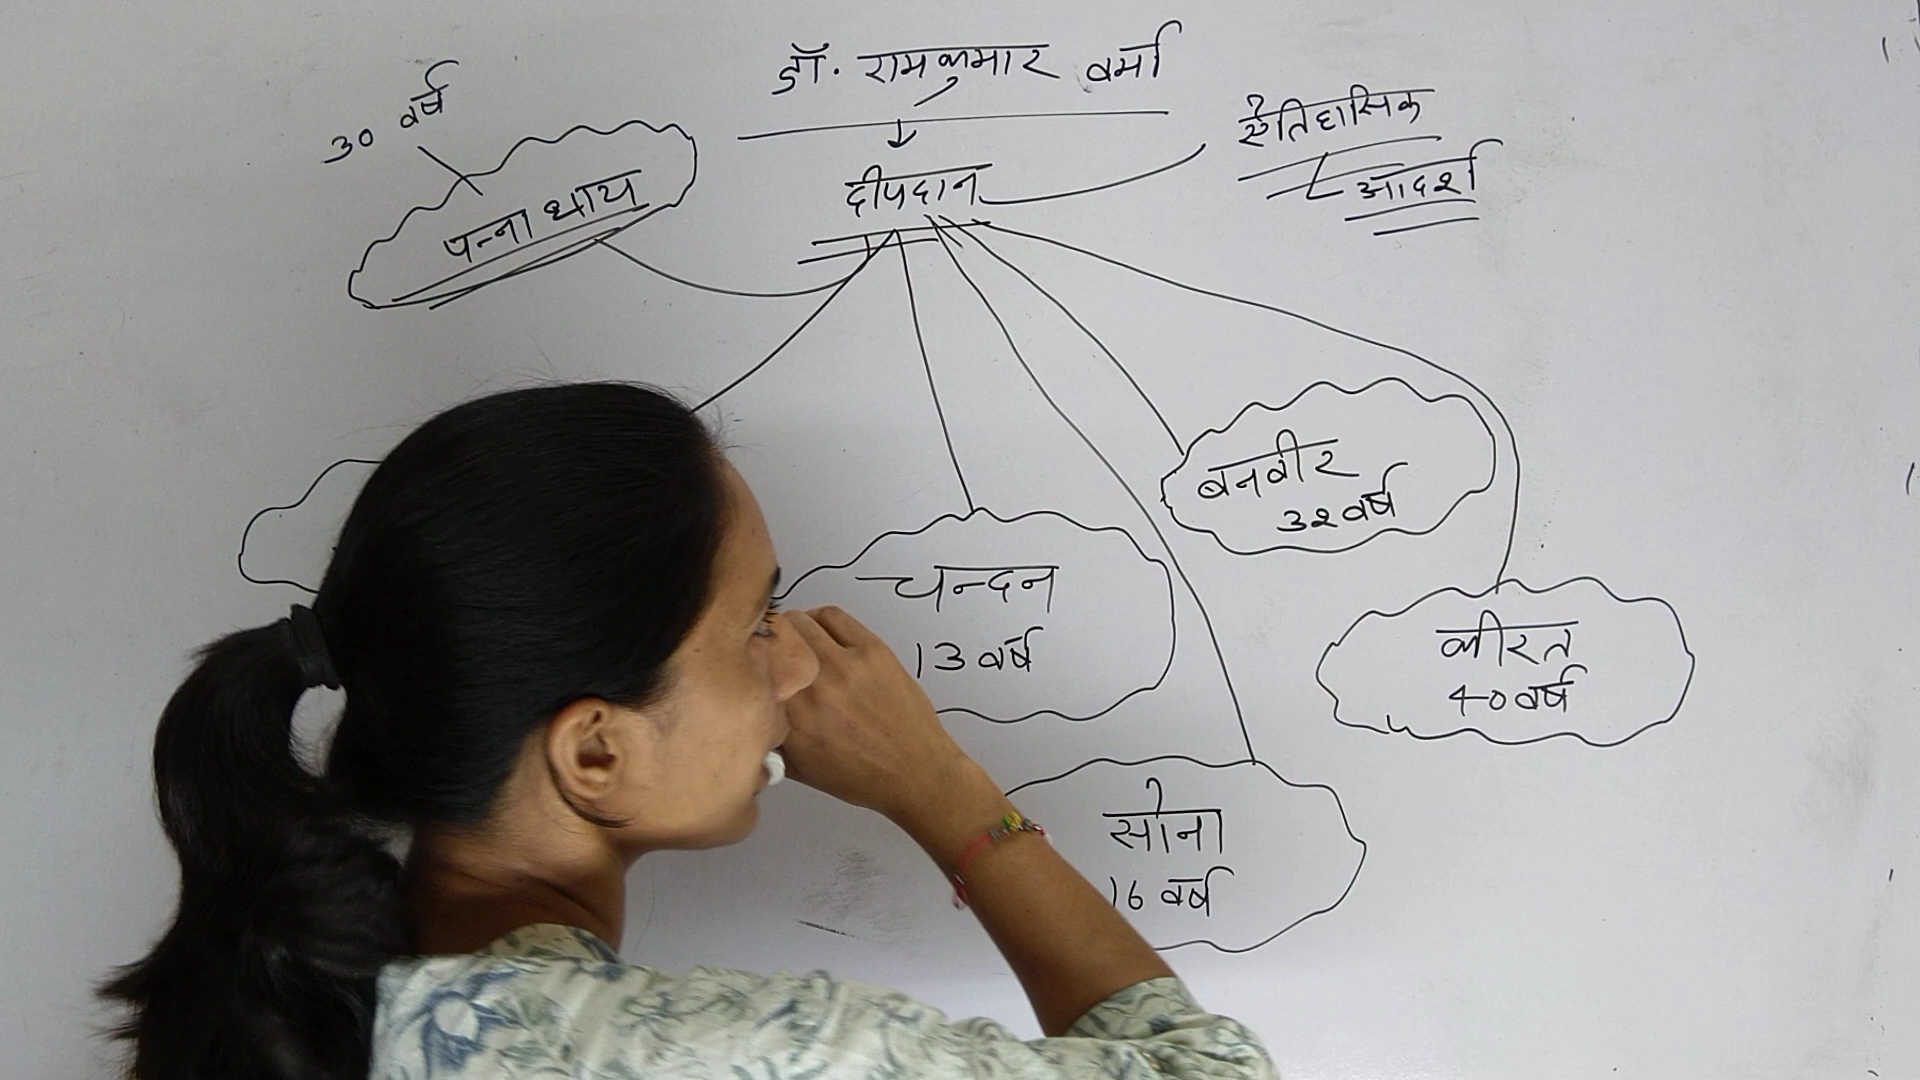 डॉ. रामकुमार वर्मा
दीपदान
ऐतिहासिक
आदर्श
30 वर्ष
पन्ना धाय
बनवीर
32 वर्ष
चन्दन
13 वर्ष
कीरत
40 वर्ष
सोना
16 वर्ष